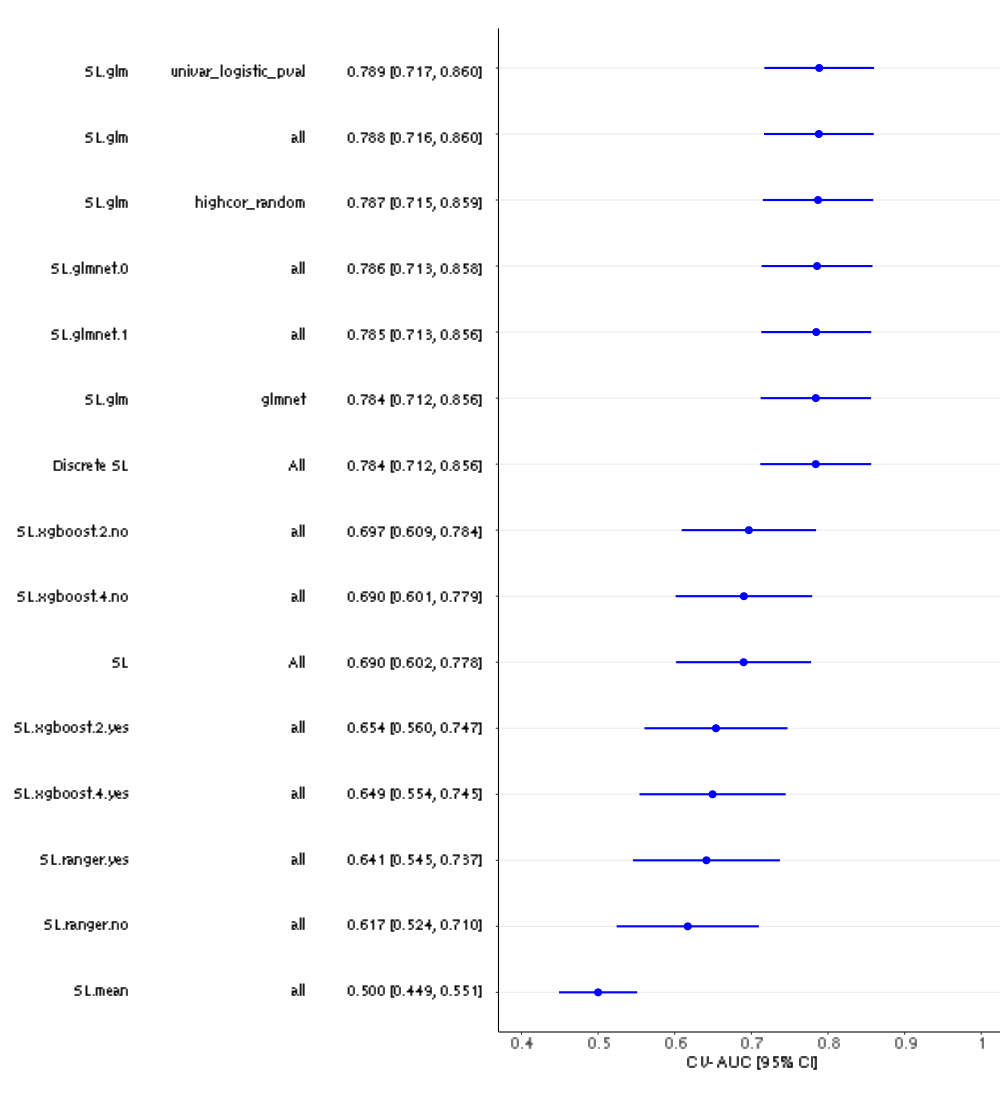 SL.glm univar_logistic_pval 0.789 [0.717, 0.860]
SL.glm all 0.788 [0.716, 0.860]
SL.glm highcor_random 0.787 [0.715, 0.859]
SL.glmnet.0 all 0.786 [0.713, 0.858]
SL.glmnet.1 all 0.785 [0.713, 0.856]
SL.glm glmnet 0.784 [0.712, 0.856]
Discrete SL All 0.784 [0.712, 0.856]
SL.xgboost.2.no all 0.697 [0.609, 0.784]
SL.xgboost.4.no all 0.690 [0.601, 0.779]
SL All 0.690 [0.602, 0.778]
SL.xgboost.2.yes all 0.654 [0.560, 0.747]
SL.xgboost.4.yes all 0.649 [0.554, 0.745]
SL.ranger.yes all 0.641 [0.545, 0.737]
SL.ranger.no all 0.617 [0.524, 0.710]
SL.mean all 0.500 [0.449, 0.551]
0.4 0.5 0.6 0.7 0.8 0.9 1
CV-AUC [95% CI]